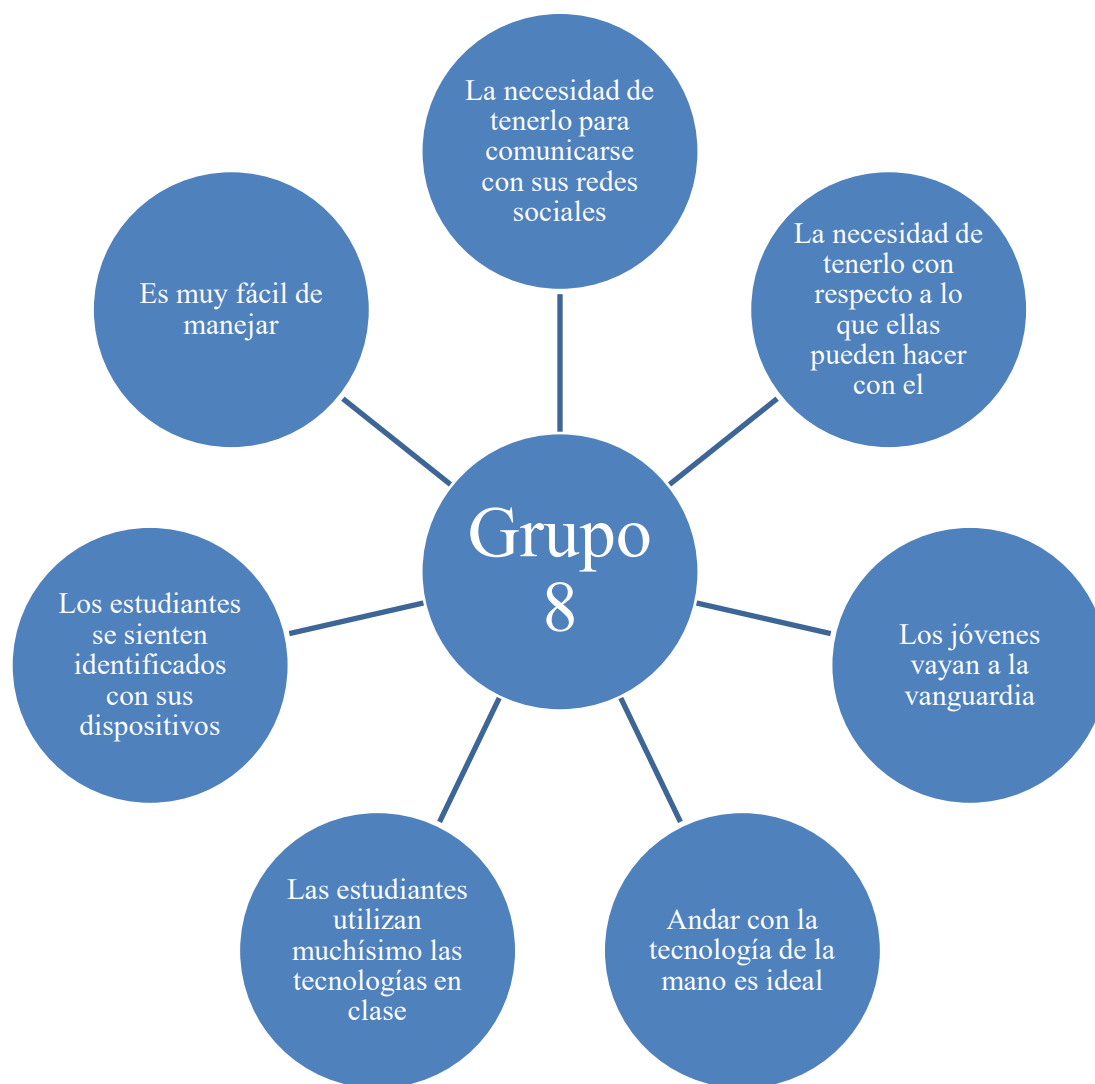 La necesidad de
tenerlo para
comunicarse
con sus redes
sociales
La necesidad de
tenerlo con
respecto a lo
que ellas
pueden hacer
con el
Los jóvenes
vayan a la
vanguardia
Andar con la
tecnología de la
mano es ideal
Las estudiantes
utilizan
muchísimo las
tecnologías en
clase
Los estudiantes
se sienten
identificados
con sus
dispositivos
Es muy fácil de
manejar
Grupo
8